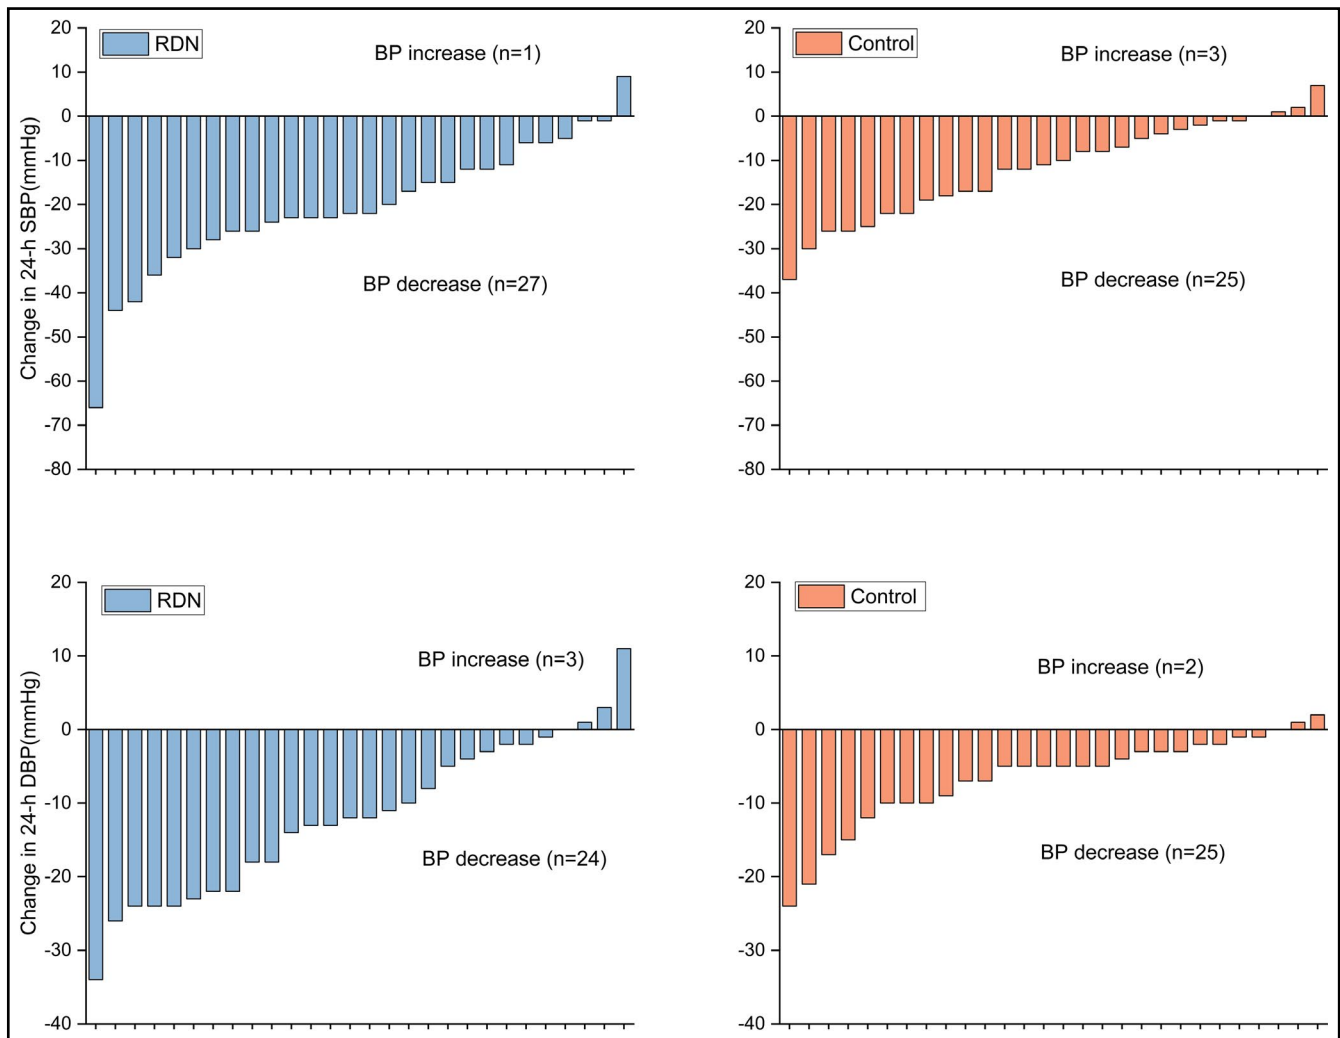 RDN
BP increase (n=1)
BP decrease (n=27)
Change in 24-h SBP(mmHg)
20
10
0
-10
-20
-30
-40
-50
-60
-70
-80
Control
BP increase (n=3)
BP decrease (n=25)
20
10
0
-10
-20
-30
-40
-50
-60
-70
-80
RDN
BP increase (n=3)
BP decrease (n=24)
Change in 24-h DBP(mmHg)
20
10
0
-10
-20
-30
-40
Control
BP increase (n=2)
BP decrease (n=25)
20
10
0
-10
-20
-30
-40